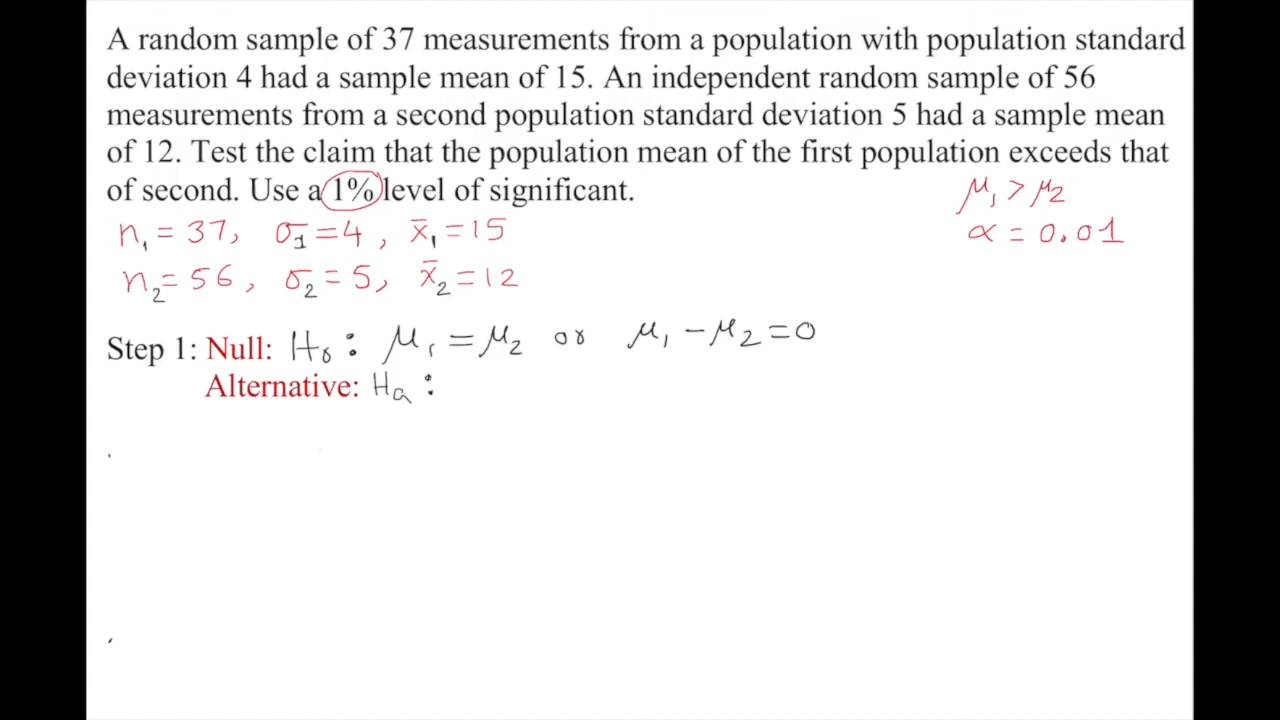 A random sample of 37 measurements from a population with population standard
deviation 4 had a sample mean of 15. An independent random sample of 56
measurements from a second population standard deviation 5 had a sample mean
of 12. Test the claim that the population mean of the first population exceeds that
of second. Use a 1% level of significant.
μ₁ > μ₂
n₁ = 37, σ₁ = 4, x̄₁ = 15
α = 0.01
n₂ = 56, σ₂ = 5, x̄₂ = 12
Step 1: Null: H₀: μ₁ = μ₂ or μ₁ − μ₂ = 0
Alternative: Hₐ: